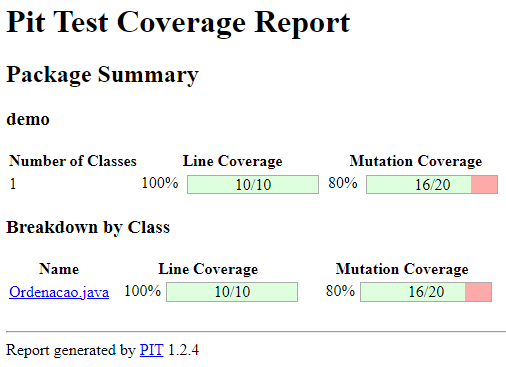 Pit Test Coverage Report
Package Summary
demo
Number of Classes Line Coverage Mutation Coverage
1 100% 10/10 80% 16/20
Breakdown by Class
Name Line Coverage Mutation Coverage
Ordenacao.java 100% 10/10 80% 16/20
Report generated by PIT 1.2.4